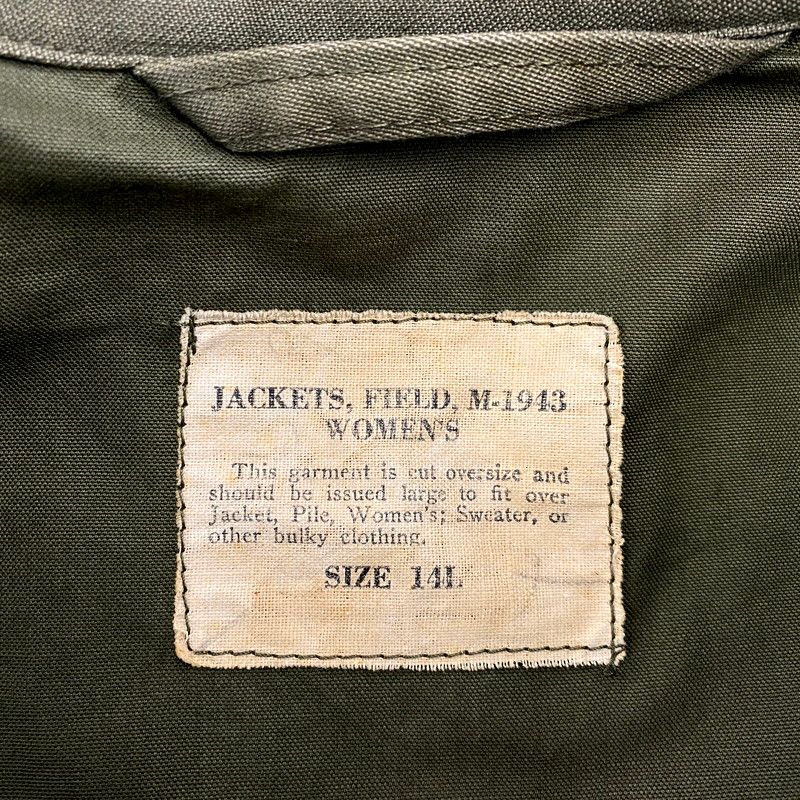 JACKETS, FIELD, M-1943
WOMEN'S
This garment is cut oversize and
should be issued large to fit over
Jacket, Pile, Women's; Sweater, or
other bulky clothing.
SIZE 14L